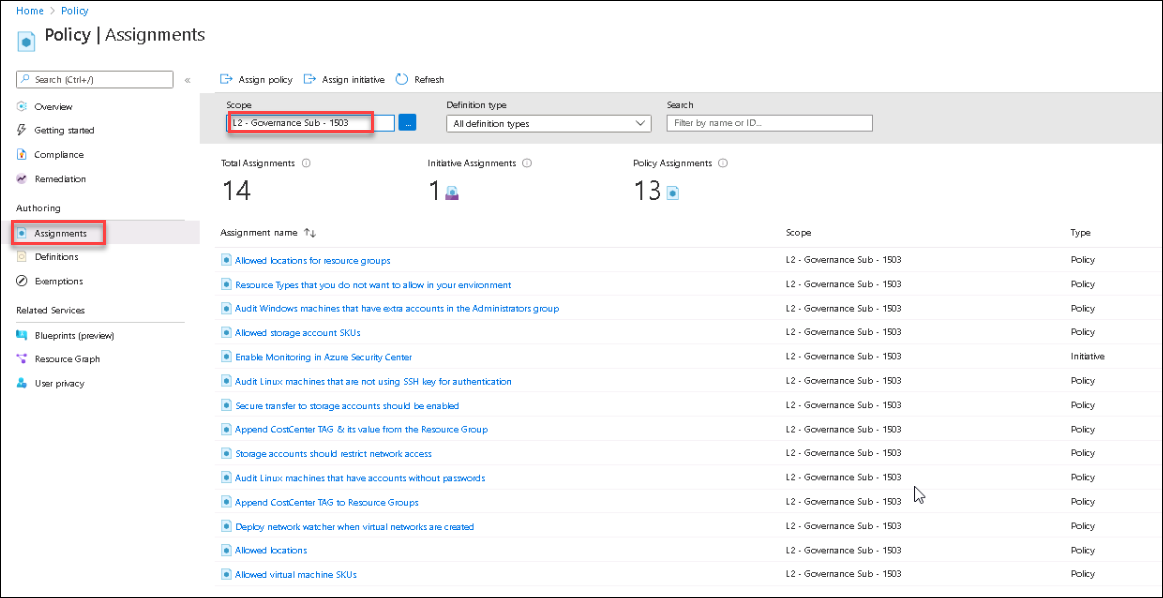 Home > Policy
Policy | Assignments
Search (Ctrl+/)
«
Overview
Getting started
Compliance
Remediation
Authoring
Assignments
Definitions
Exemptions
Related Services
Blueprints (preview)
Resource Graph
User privacy
Assign policy Assign initiative Refresh
Scope Definition type Search
L2 - Governance Sub - 1503 ... All definition types Filter by name or ID...
Total Assignments Initiative Assignments Policy Assignments
14 1 13
Assignment name ↑↓ Scope Type
Allowed locations for resource groups L2 - Governance Sub - 1503 Policy
Resource Types that you do not want to allow in your environment L2 - Governance Sub - 1503 Policy
Audit Windows machines that have extra accounts in the Administrators group L2 - Governance Sub - 1503 Policy
Allowed storage account SKUs L2 - Governance Sub - 1503 Policy
Enable Monitoring in Azure Security Center L2 - Governance Sub - 1503 Initiative
Audit Linux machines that are not using SSH key for authentication L2 - Governance Sub - 1503 Policy
Secure transfer to storage accounts should be enabled L2 - Governance Sub - 1503 Policy
Append CostCenter TAG & its value from the Resource Group L2 - Governance Sub - 1503 Policy
Storage accounts should restrict network access L2 - Governance Sub - 1503 Policy
Audit Linux machines that have accounts without passwords L2 - Governance Sub - 1503 Policy
Append CostCenter TAG to Resource Groups L2 - Governance Sub - 1503 Policy
Deploy network watcher when virtual networks are created L2 - Governance Sub - 1503 Policy
Allowed locations L2 - Governance Sub - 1503 Policy
Allowed virtual machine SKUs L2 - Governance Sub - 1503 Policy